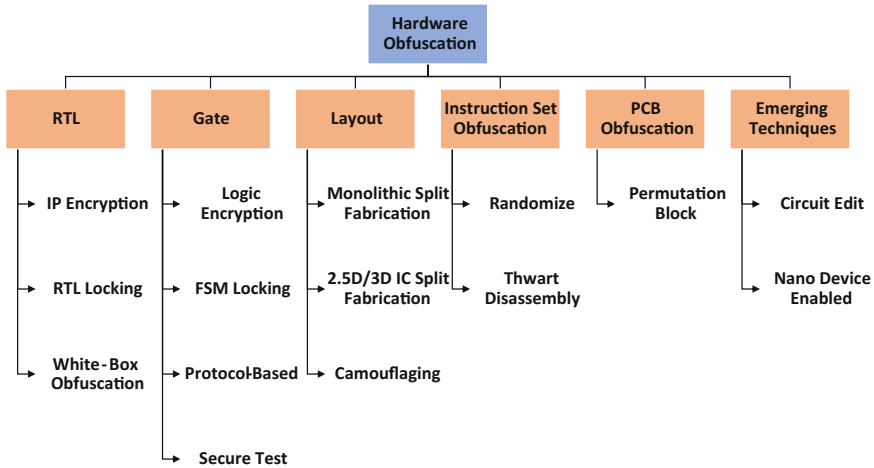 Hardware
Obfuscation
RTL
Gate
Layout
Instruction Set
Obfuscation
PCB
Obfuscation
Emerging
Techniques
IP Encryption
RTL Locking
White-Box
Obfuscation
Logic
Encryption
FSM Locking
Protocol-Based
Secure Test
Monolithic Split
Fabrication
2.5D/3D IC Split
Fabrication
Camouflaging
Randomize
Thwart
Disassembly
Permutation
Block
Circuit Edit
Nano Device
Enabled